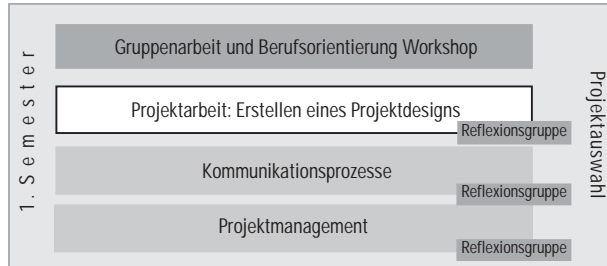 1. Semester
Gruppenarbeit und Berufsorientierung Workshop
Projektarbeit: Erstellen eines Projektdesigns
Reflexionsgruppe
Kommunikationsprozesse
Reflexionsgruppe
Projektmanagement
Reflexionsgruppe
Projektauswahl